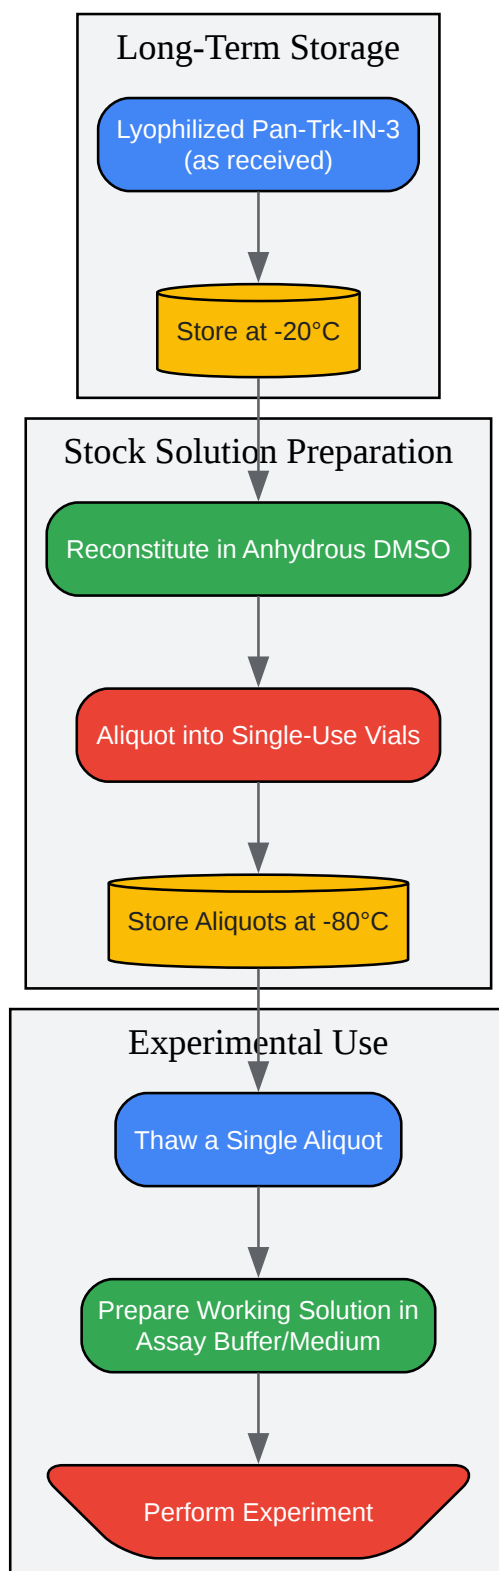 Long-Term Storage
Lyophilized Pan-Trk-IN-3
(as received)
Store at -20°C
Stock Solution Preparation
Reconstitute in Anhydrous DMSO
Aliquot into Single-Use Vials
Store Aliquots at -80°C
Experimental Use
Thaw a Single Aliquot
Prepare Working Solution in
Assay Buffer/Medium
Perform Experiment